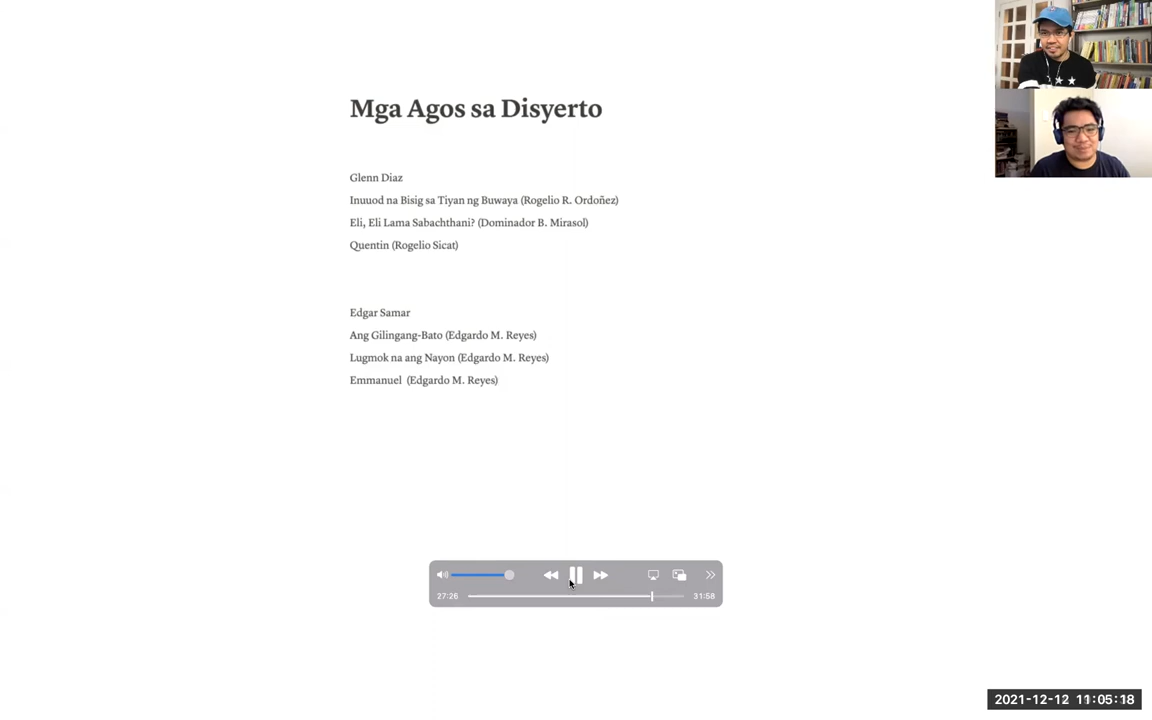 Mga Agos sa Disyerto
Glenn Diaz
Inuuod na Bisig sa Tiyan ng Buwaya (Rogelio R. Ordoñez)
Eli, Eli Lama Sabachthani? (Dominador B. Mirasol)
Quentin (Rogelio Sicat)
Edgar Samar
Ang Gilingang-Bato (Edgardo M. Reyes)
Lugmok na ang Nayon (Edgardo M. Reyes)
Emmanuel (Edgardo M. Reyes)
27:26
31:58
2021-12-12 11:05:18